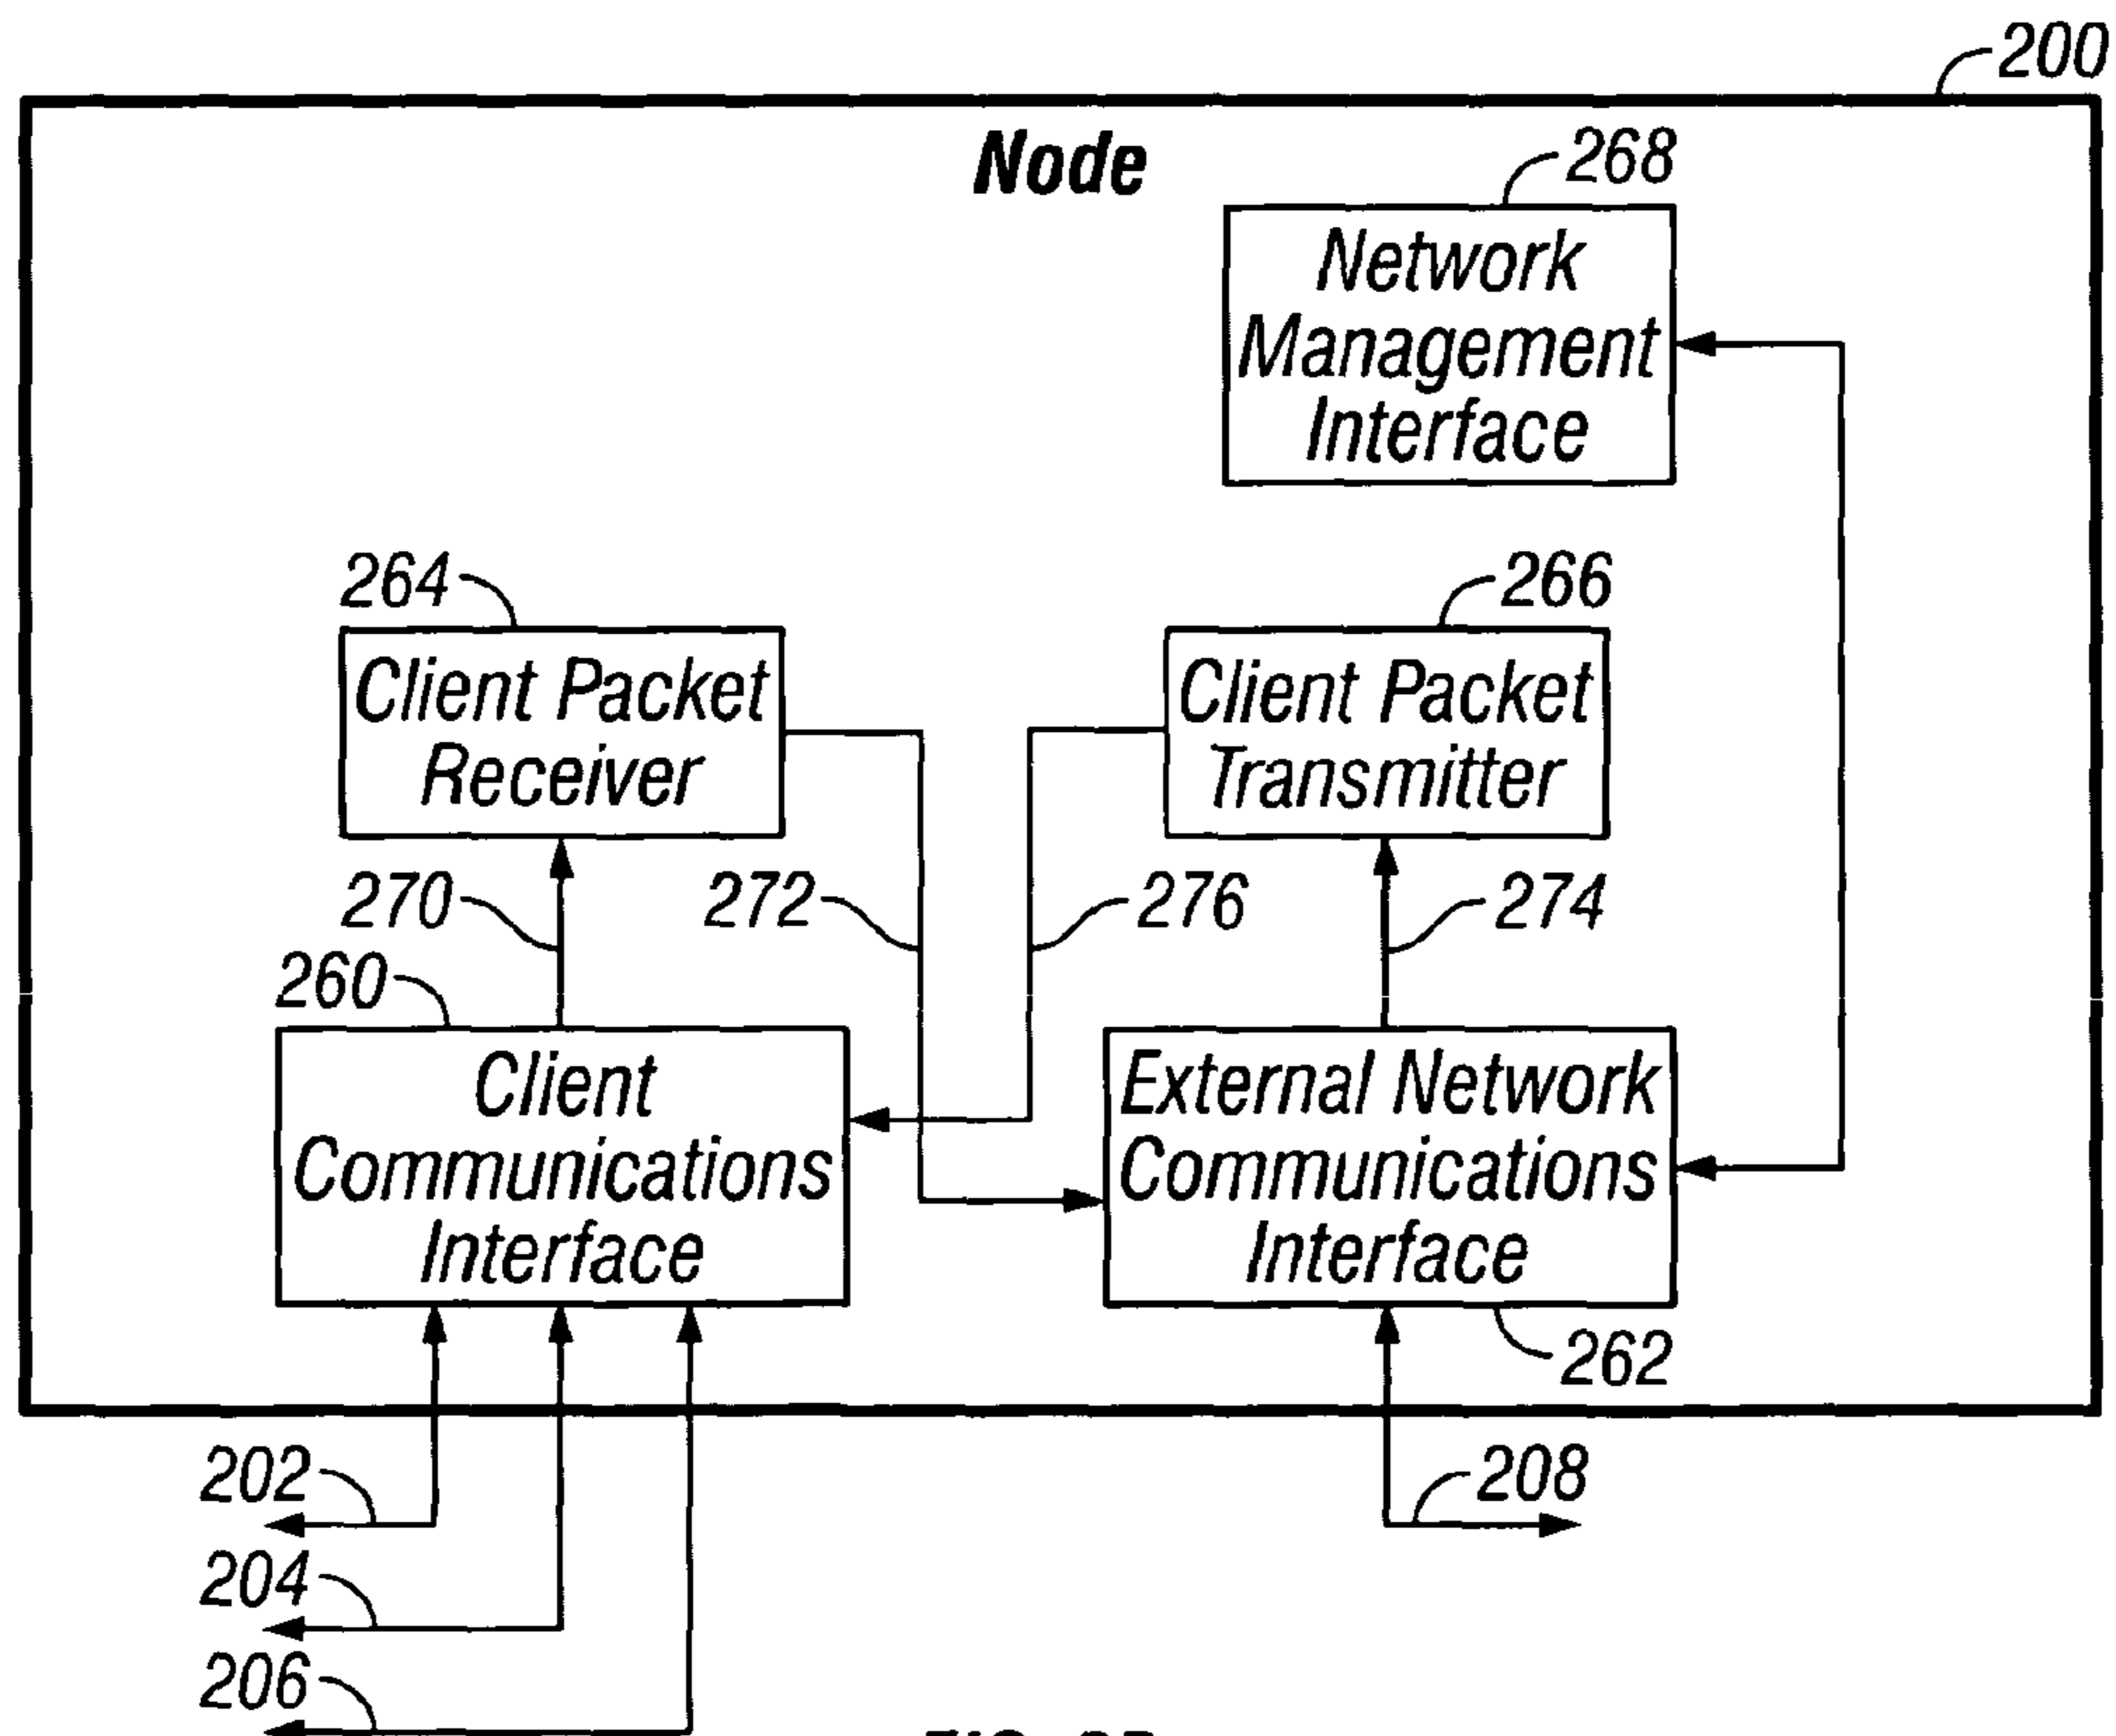 200
Node
268
Network
Management
Interface
264
266
Client Packet
Receiver
Client Packet
Transmitter
270
272
276
274
260
Client
Communications
Interface
External Network
Communications
Interface
262
202
208
204
206